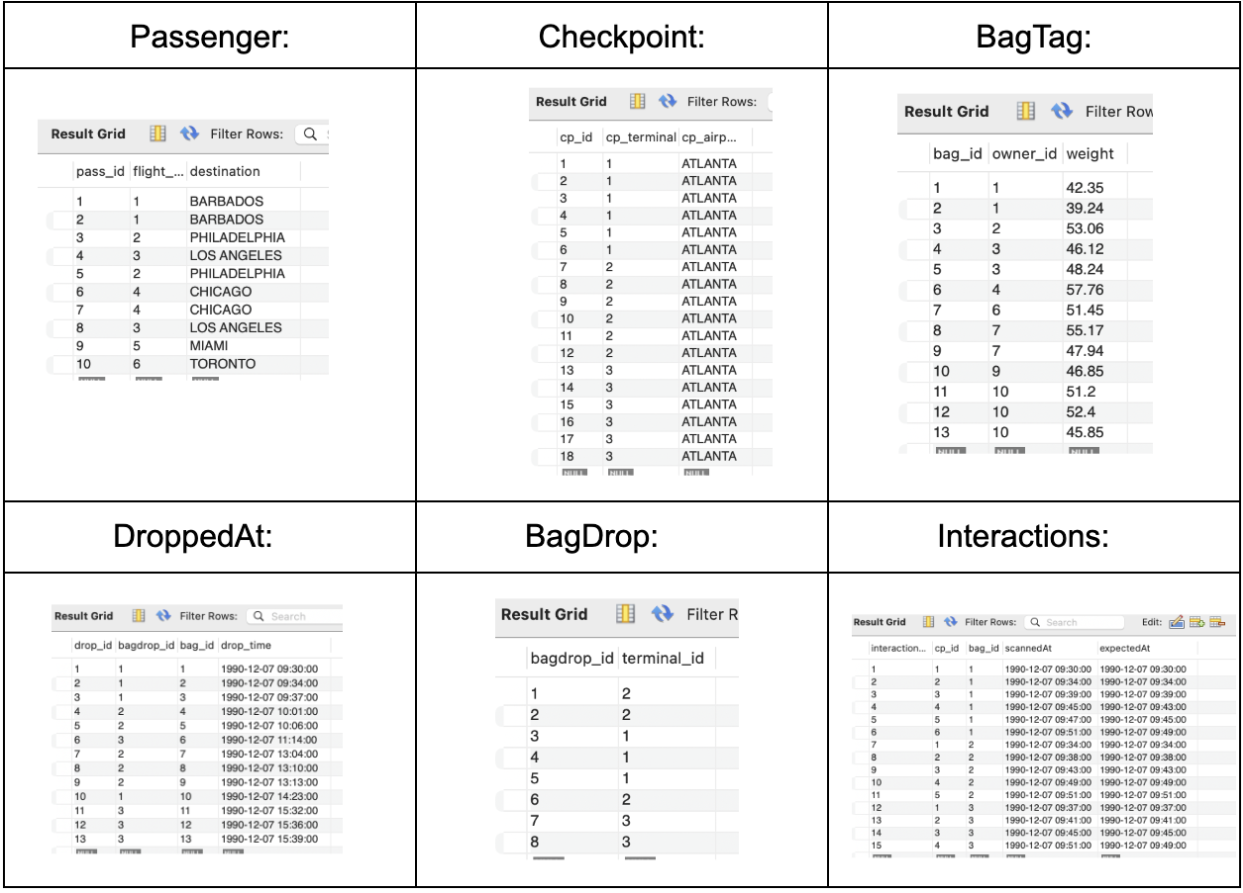 Passenger:
Checkpoint:
BagTag:
Result Grid Filter Rows:
pass_id flight_... destination
1 1 BARBADOS
2 1 BARBADOS
3 2 PHILADELPHIA
4 3 LOS ANGELES
5 2 PHILADELPHIA
6 4 CHICAGO
7 4 CHICAGO
8 3 LOS ANGELES
9 5 MIAMI
10 6 TORONTO
Result Grid Filter Rows:
cp_id cp_terminal cp_airp...
1 1 ATLANTA
2 1 ATLANTA
3 1 ATLANTA
4 1 ATLANTA
5 1 ATLANTA
6 1 ATLANTA
7 2 ATLANTA
8 2 ATLANTA
9 2 ATLANTA
10 2 ATLANTA
11 2 ATLANTA
12 2 ATLANTA
13 3 ATLANTA
14 3 ATLANTA
15 3 ATLANTA
16 3 ATLANTA
17 3 ATLANTA
18 3 ATLANTA
NULL NULL NULL
Result Grid Filter Row
bag_id owner_id weight
1 1 42.35
2 1 39.24
3 2 53.06
4 3 46.12
5 3 48.24
6 4 57.76
7 6 51.45
8 7 55.17
9 7 47.94
10 9 46.85
11 10 51.2
12 10 52.4
13 10 45.85
NULL NULL NULL
DroppedAt:
BagDrop:
Interactions:
Result Grid Filter Rows: Search
drop_id bagdrop_id bag_id drop_time
1 1 1 1990-12-07 09:30:00
2 1 2 1990-12-07 09:34:00
3 1 3 1990-12-07 09:37:00
4 2 4 1990-12-07 10:01:00
5 2 5 1990-12-07 10:06:00
6 3 6 1990-12-07 11:14:00
7 2 7 1990-12-07 13:04:00
8 2 8 1990-12-07 13:10:00
9 2 9 1990-12-07 13:13:00
10 1 10 1990-12-07 14:23:00
11 3 11 1990-12-07 15:32:00
12 3 12 1990-12-07 15:36:00
13 3 13 1990-12-07 15:39:00
Result Grid Filter R
bagdrop_id terminal_id
1 2
2 2
3 1
4 1
5 1
6 2
7 3
8 3
Result Grid Filter Rows: Search Edit:
interaction... cp_id bag_id scannedAt expectedAt
1 1 1 1990-12-07 09:30:00 1990-12-07 09:30:00
2 2 1 1990-12-07 09:34:00 1990-12-07 09:34:00
3 3 1 1990-12-07 09:39:00 1990-12-07 09:39:00
4 4 1 1990-12-07 09:45:00 1990-12-07 09:43:00
5 5 1 1990-12-07 09:47:00 1990-12-07 09:45:00
6 6 1 1990-12-07 09:51:00 1990-12-07 09:49:00
7 1 2 1990-12-07 09:34:00 1990-12-07 09:34:00
8 2 2 1990-12-07 09:38:00 1990-12-07 09:38:00
9 3 2 1990-12-07 09:43:00 1990-12-07 09:43:00
10 4 2 1990-12-07 09:49:00 1990-12-07 09:49:00
11 5 2 1990-12-07 09:51:00 1990-12-07 09:51:00
12 1 3 1990-12-07 09:37:00 1990-12-07 09:37:00
13 2 3 1990-12-07 09:41:00 1990-12-07 09:41:00
14 3 3 1990-12-07 09:45:00 1990-12-07 09:45:00
15 4 3 1990-12-07 09:51:00 1990-12-07 09:49:00